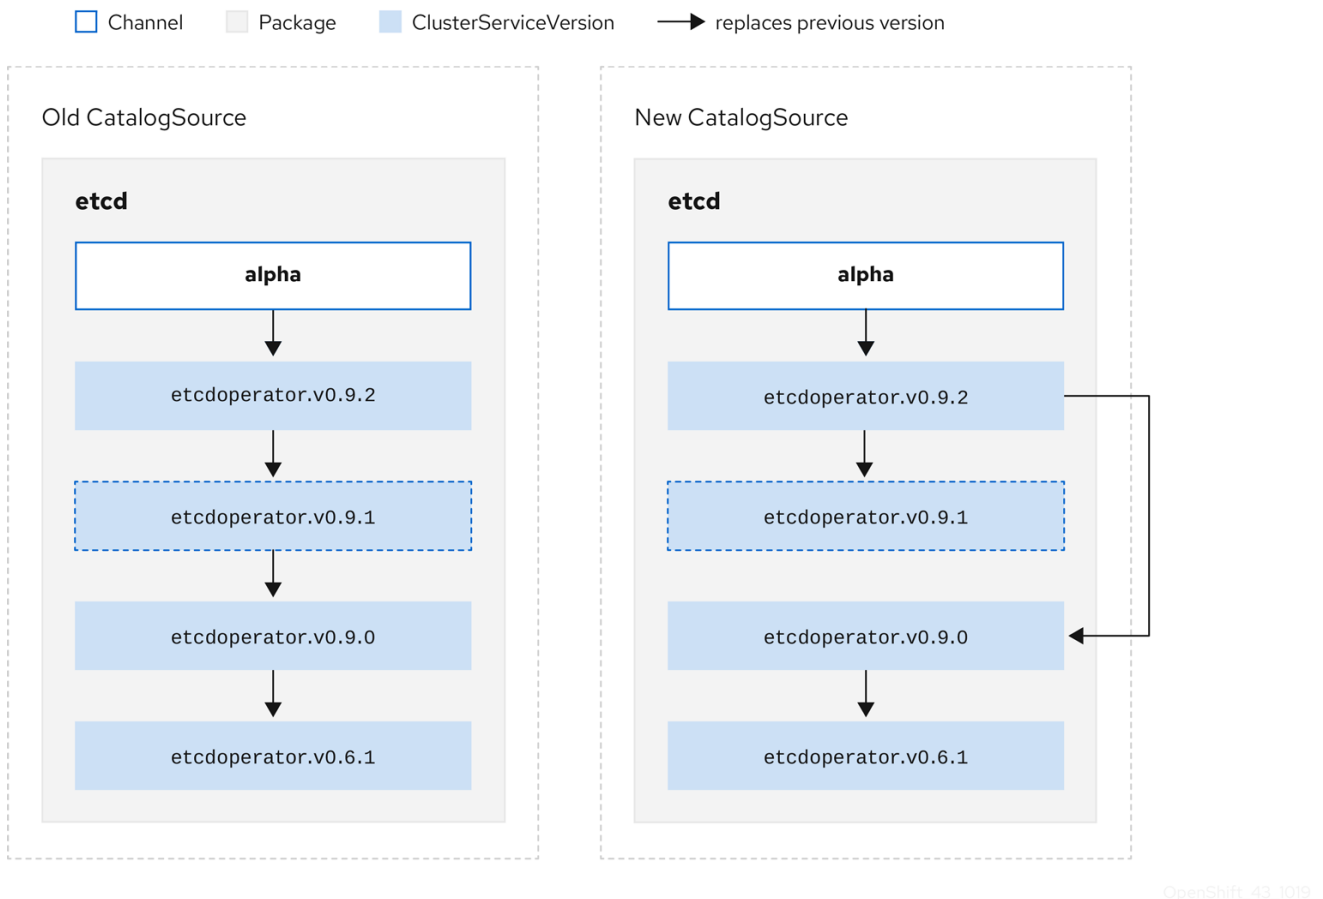 Channel Package ClusterServiceVersion replaces previous version
Old CatalogSource
etcd
alpha
etcdoperator.v0.9.2
etcdoperator.v0.9.1
etcdoperator.v0.9.0
etcdoperator.v0.6.1
New CatalogSource
etcd
alpha
etcdoperator.v0.9.2
etcdoperator.v0.9.1
etcdoperator.v0.9.0
etcdoperator.v0.6.1
OpenShift_43_1019